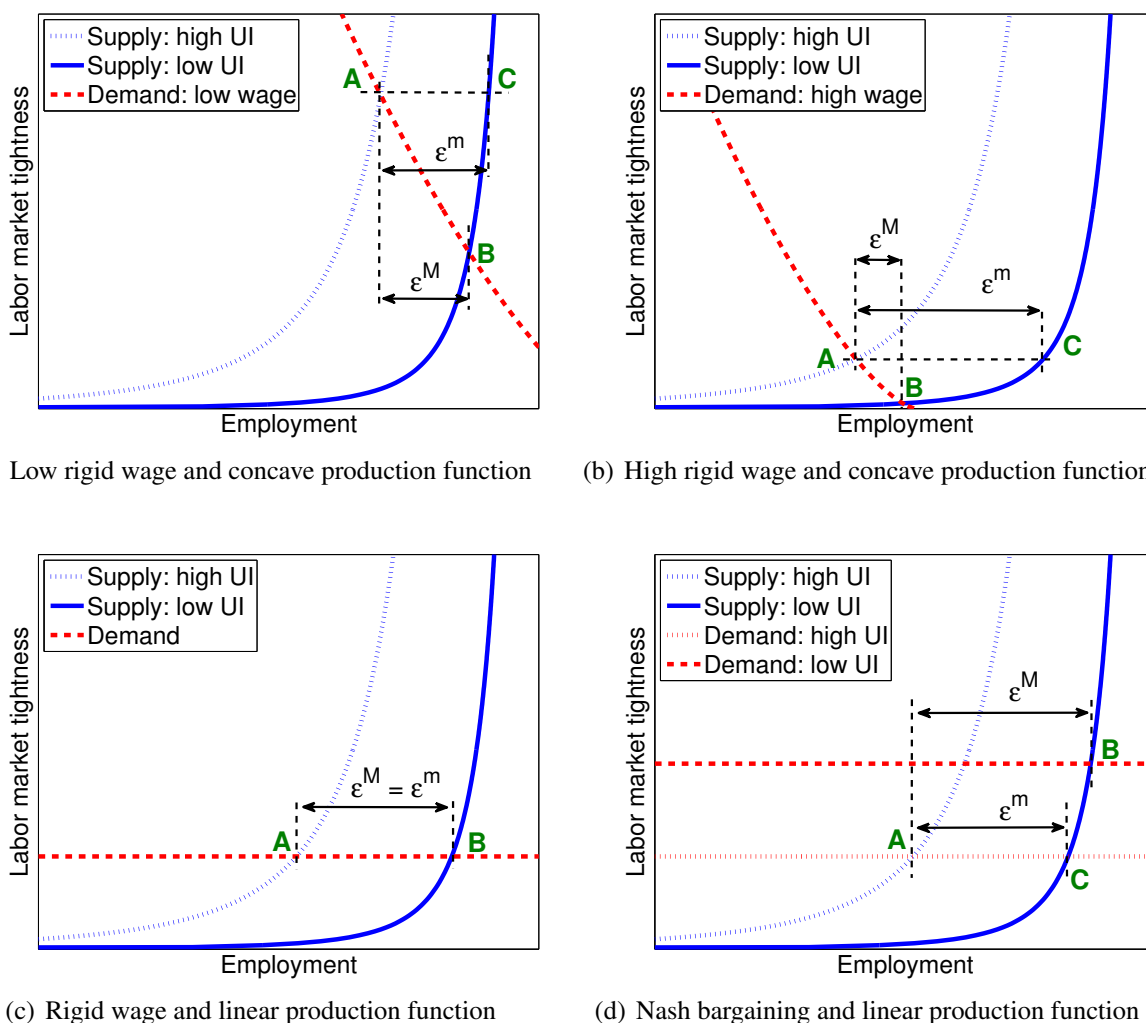 Supply: high UI
Supply: low UI
Demand: low wage
A
C
ε^m
B
ε^M
Labor market tightness
Employment
Low rigid wage and concave production function
Supply: high UI
Supply: low UI
Demand: high wage
ε^M
ε^m
A
C
B
Labor market tightness
Employment
(b) High rigid wage and concave production function
Supply: high UI
Supply: low UI
Demand
ε^M = ε^m
A
B
Labor market tightness
Employment
(c) Rigid wage and linear production function
Supply: high UI
Supply: low UI
Demand: high UI
Demand: low UI
ε^M
B
ε^m
A
C
Labor market tightness
Employment
(d) Nash bargaining and linear production function